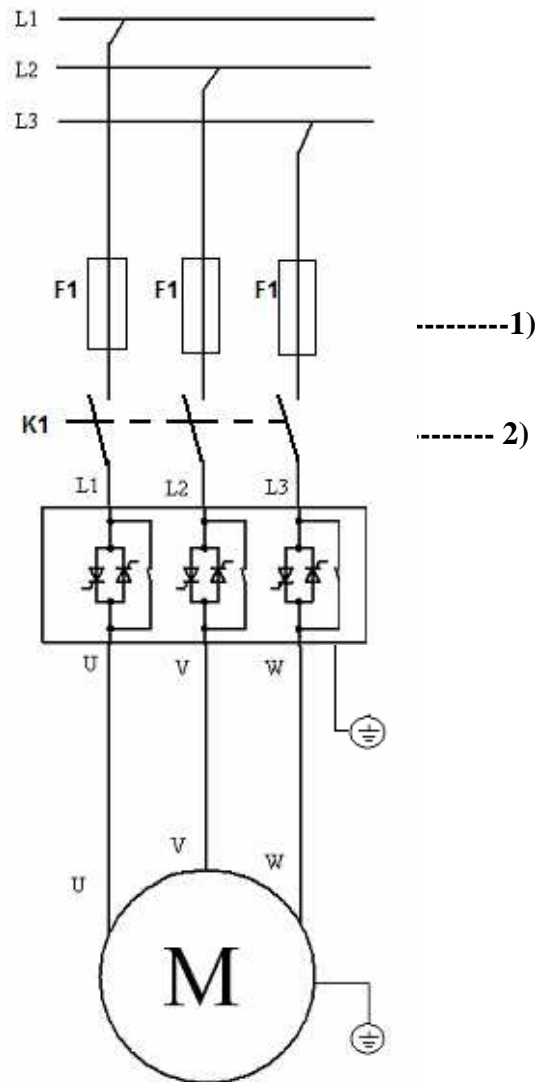 L1
L2
L3
F1 F1 F1
----------1)
K1
--------- 2)
L1 L2 L3
U V W
V W
U
M